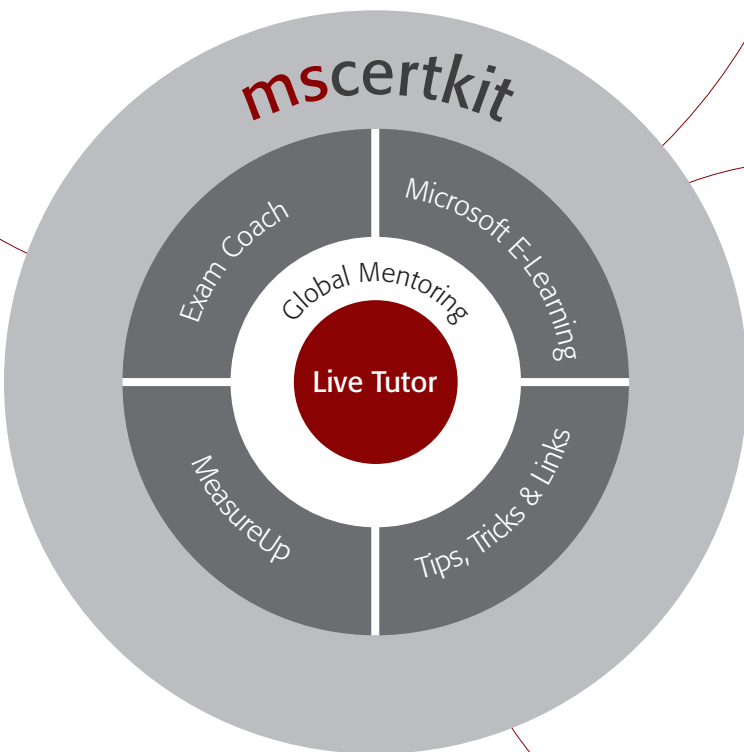 mscertkit
Exam Coach
Microsoft E-Learning
Global Mentoring
Live Tutor
MeasureUp
Tips, Tricks & Links